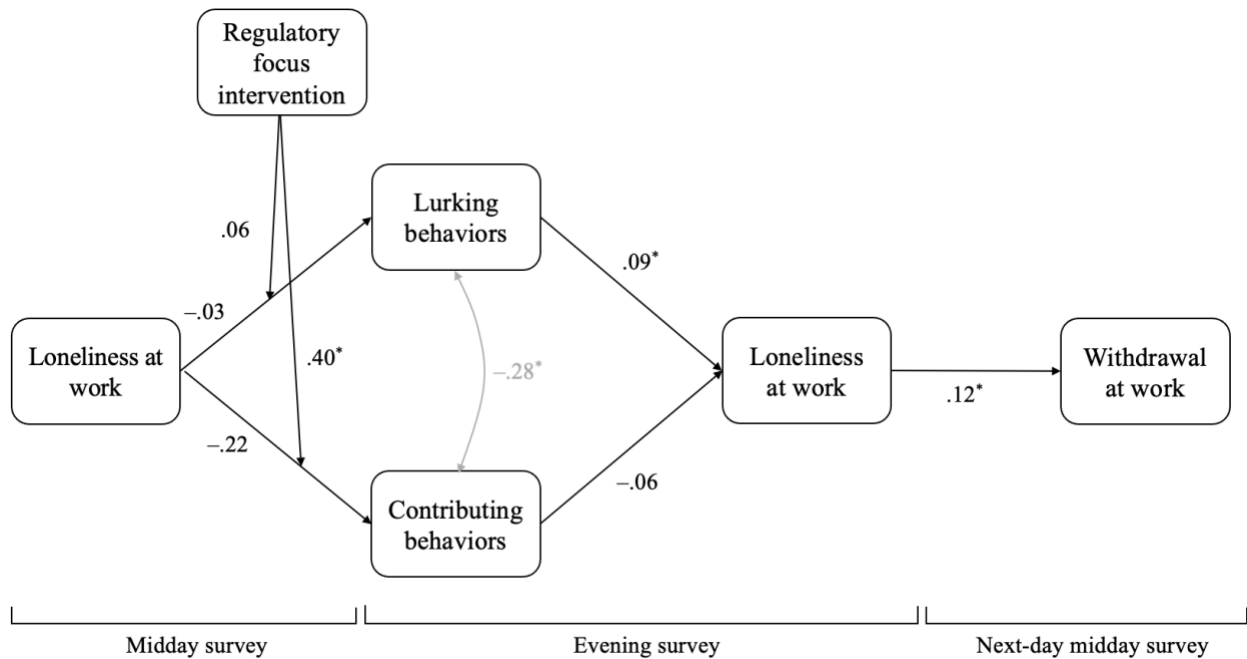 Regulatory
focus
intervention
Lurking
behaviors
.06
.09*
–.03
Loneliness at
work
.40*
–.28*
Loneliness
at work
Withdrawal
at work
.12*
–.22
–.06
Contributing
behaviors
Midday survey
Evening survey
Next-day midday survey